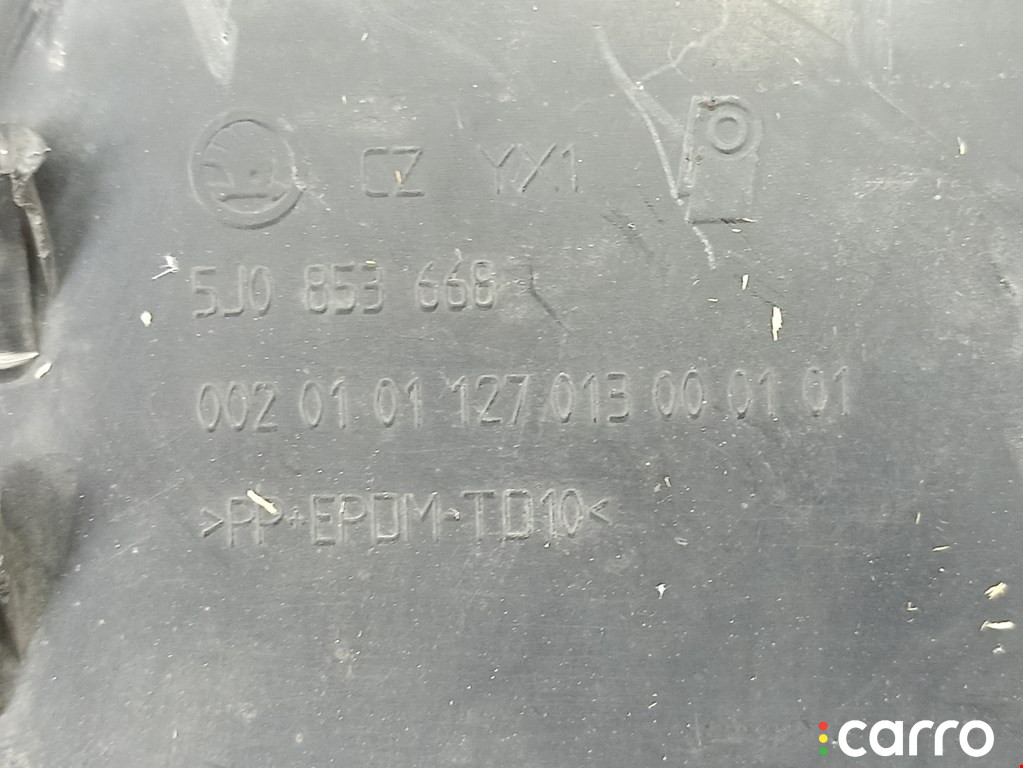 CZ YX1
5J0 853 668
002 01 01 127 013 00 01 01
>PP+EPDM-TD10<
carro